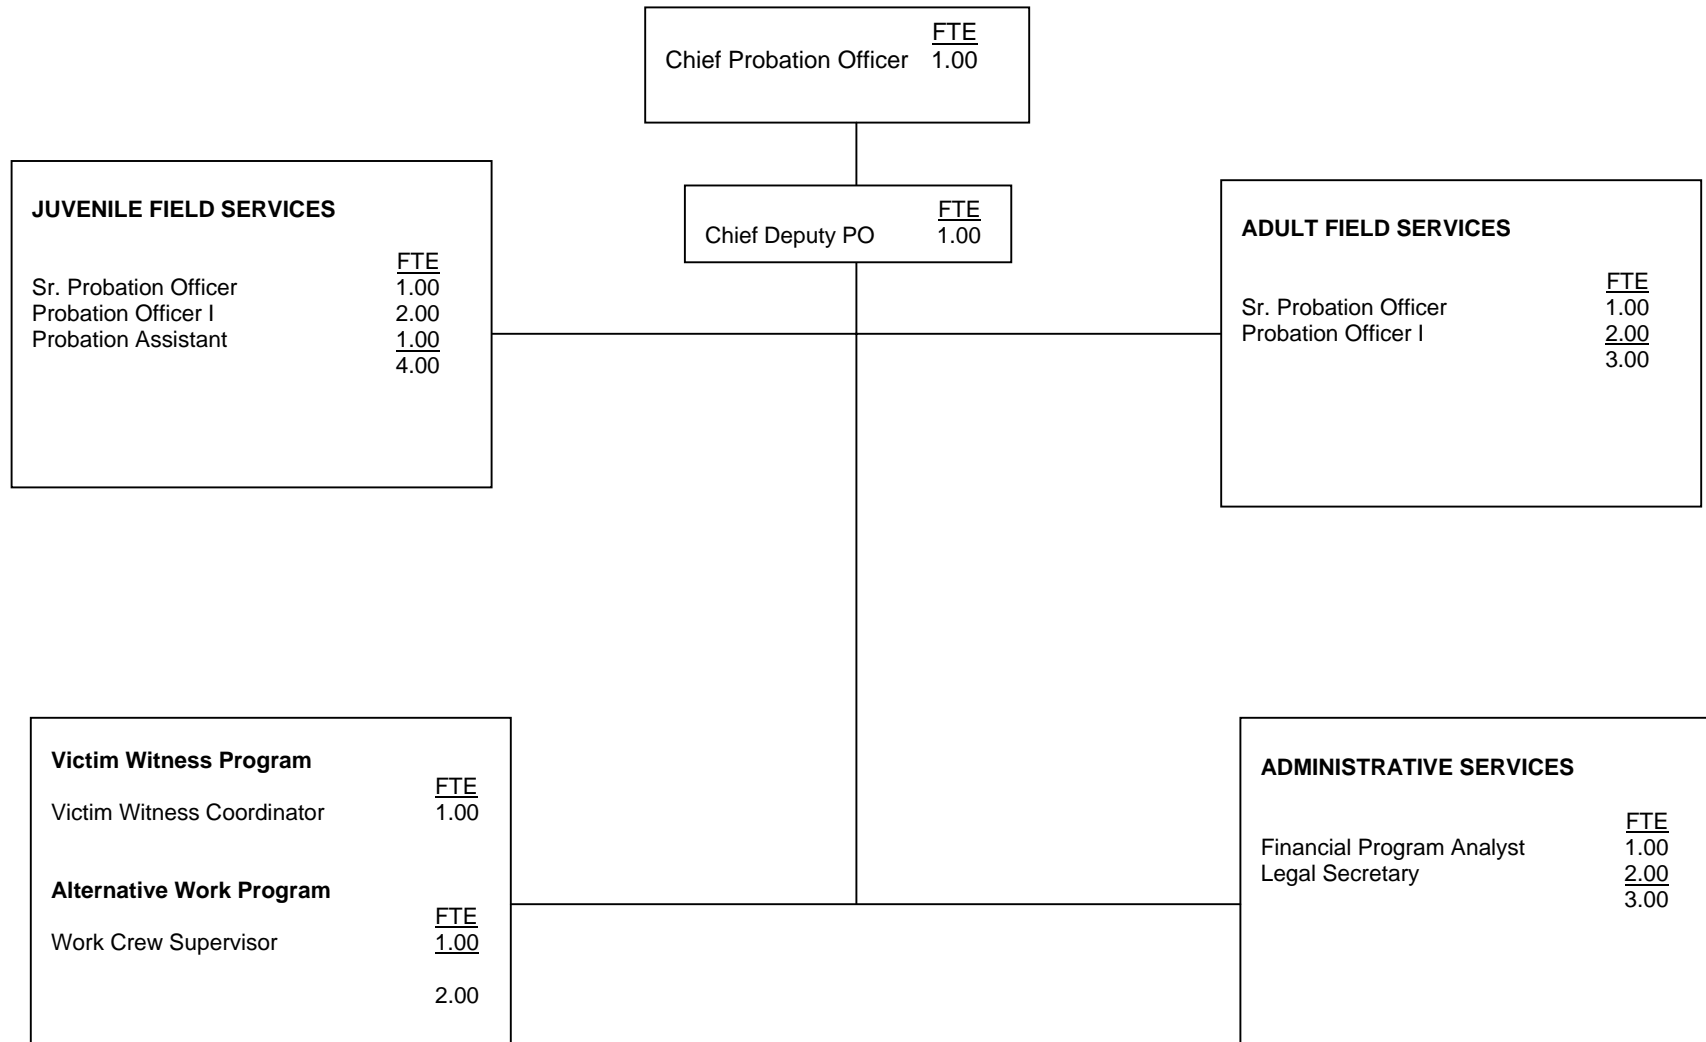 FTE
Chief Probation Officer 1.00
FTE
Chief Deputy PO 1.00
JUVENILE FIELD SERVICES
FTE
Sr. Probation Officer 1.00
Probation Officer I 2.00
Probation Assistant 1.00
4.00
ADULT FIELD SERVICES
FTE
Sr. Probation Officer 1.00
Probation Officer I 2.00
3.00
Victim Witness Program
FTE
Victim Witness Coordinator 1.00
Alternative Work Program
FTE
Work Crew Supervisor 1.00
2.00
ADMINISTRATIVE SERVICES
FTE
Financial Program Analyst 1.00
Legal Secretary 2.00
3.00